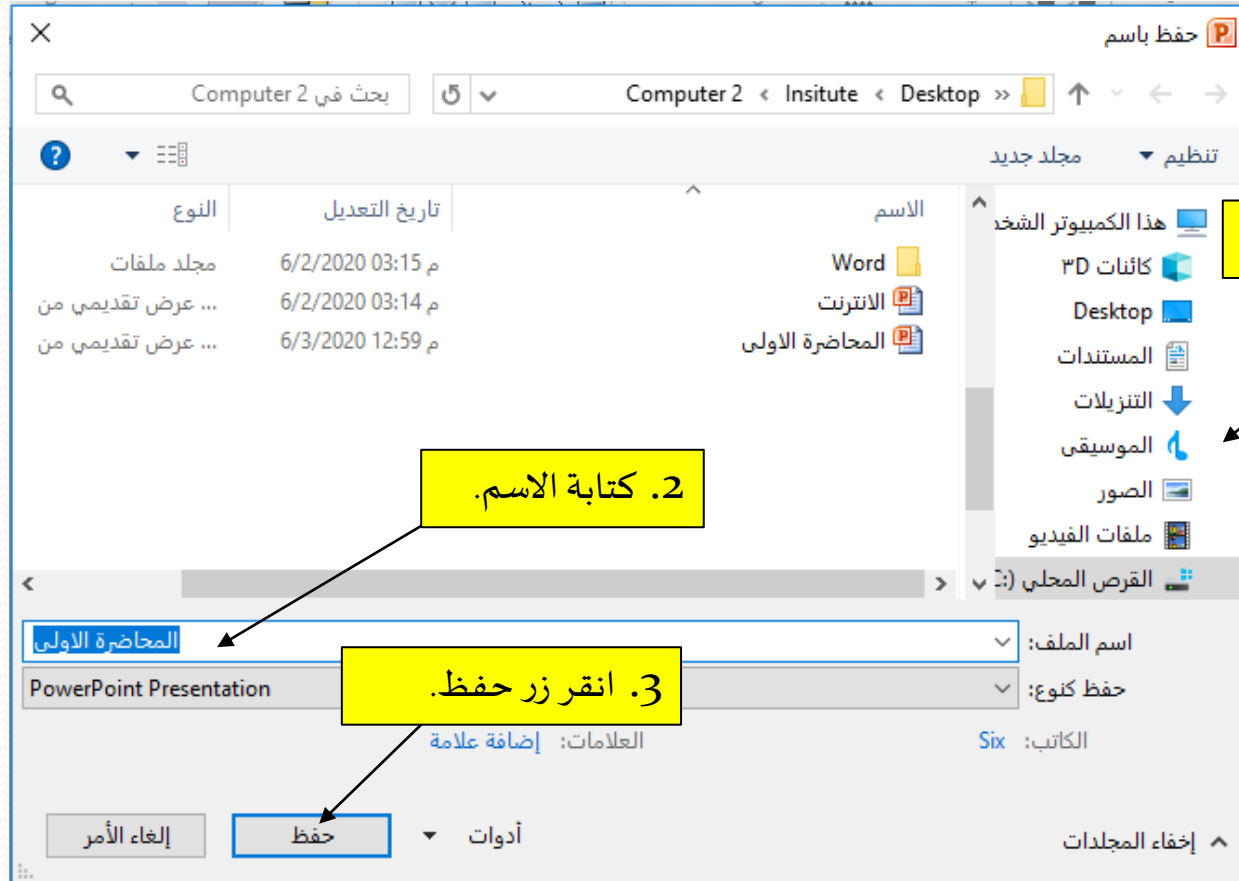 حفظ باسم
Computer 2 › Insitute › Desktop »
بحث في Computer 2
تنظيم
مجلد جديد
الاسم
تاريخ التعديل
النوع
Word
6/2/2020 03:15 م
مجلد ملفات
الانترنت
6/2/2020 03:14 م
عرض تقديمي من ...
المحاضرة الاولى
6/3/2020 12:59 م
عرض تقديمي من ...
هذا الكمبيوتر الشخص
كائنات ٣D
Desktop
المستندات
التنزيلات
الموسيقى
الصور
ملفات الفيديو
القرص المحلي (C:
2. كتابة الاسم.
اسم الملف:
المحاضرة الاولى
3. انقر زر حفظ.
حفظ كنوع:
PowerPoint Presentation
الكاتب: Six
العلامات: إضافة علامة
إخفاء المجلدات
أدوات
حفظ
إلغاء الأمر